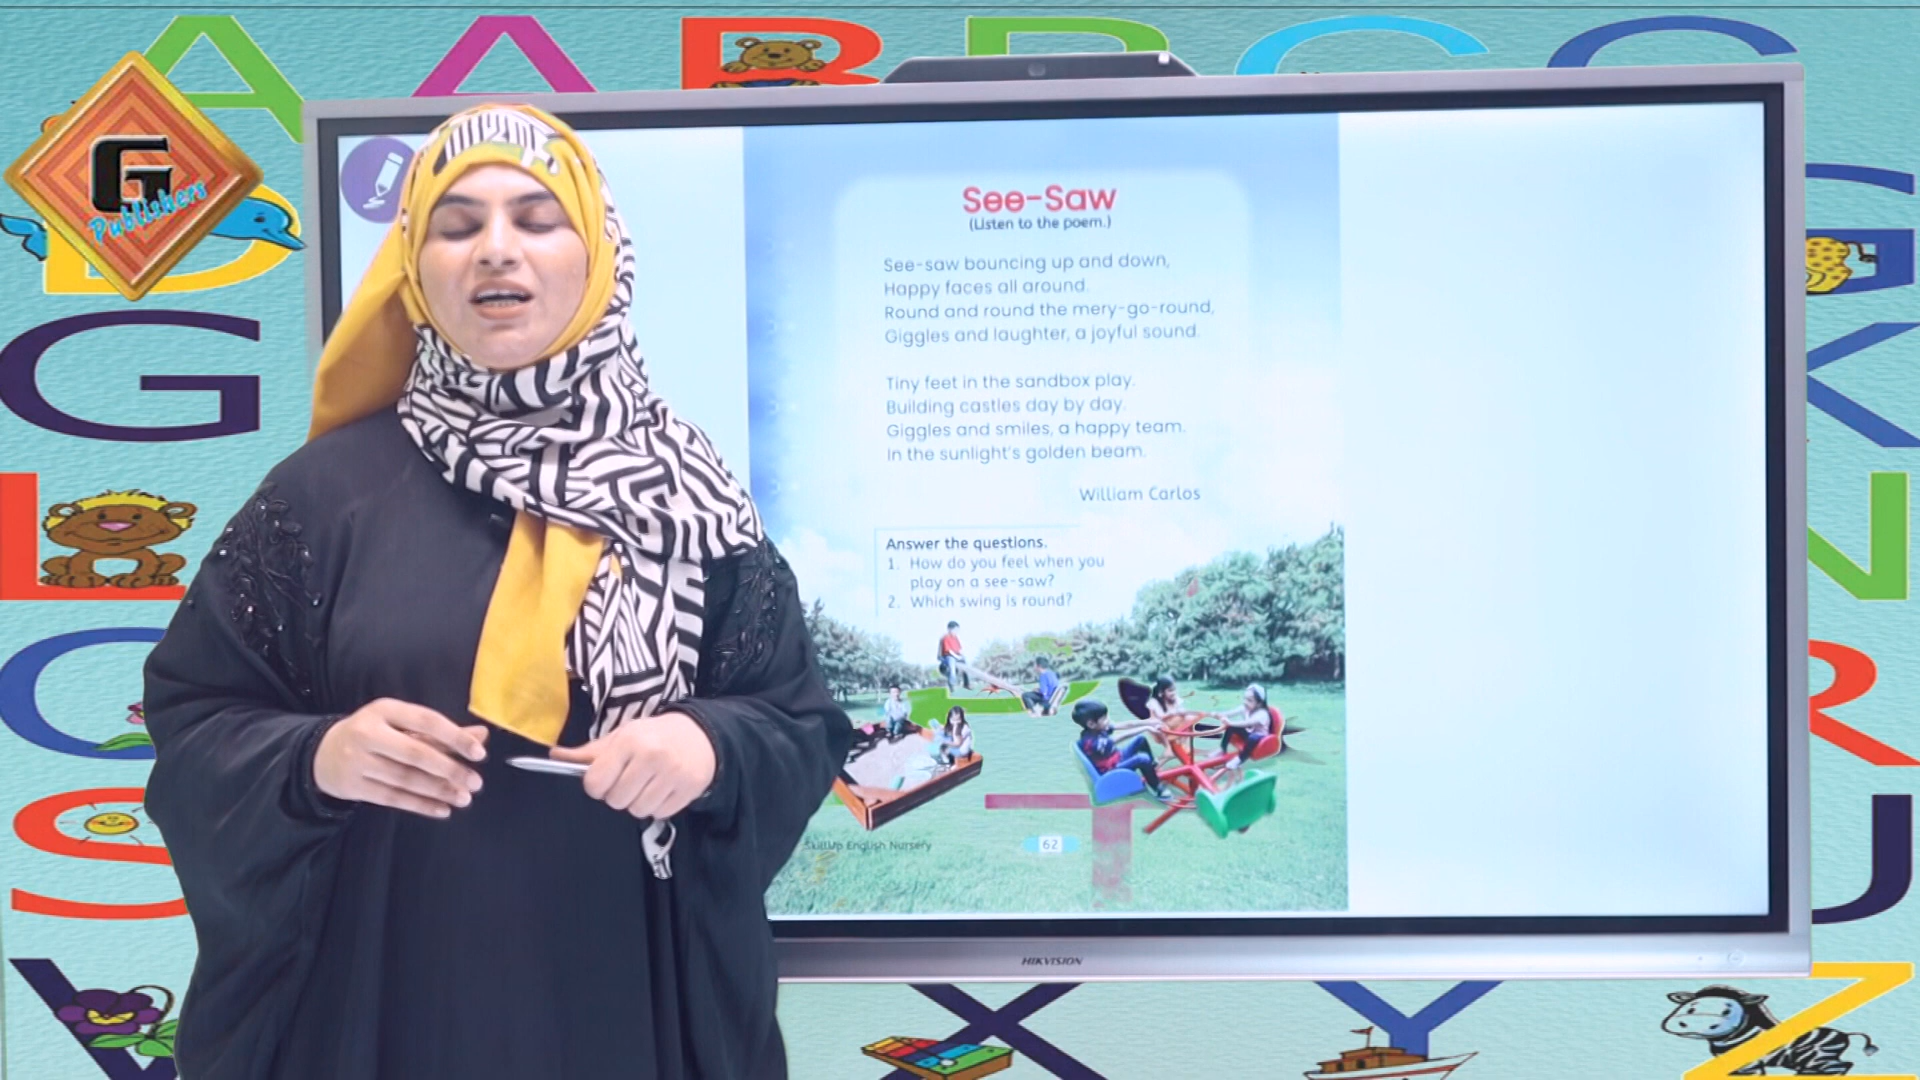 G
Publishers
See-Saw
(Listen to the poem.)
See-saw bouncing up and down,
Happy faces all around.
Round and round the mery-go-round,
Giggles and laughter, a joyful sound.
Tiny feet in the sandbox play.
Building castles day by day.
Giggles and smiles, a happy team.
In the sunlight's golden beam.
William Carlos
Answer the questions.
1. How do you feel when you
play on a see-saw?
2. Which swing is round?
SkillUp English Nursery
62
HIKVISION
A A B B C C
D G
G K
L N
O R
S U
V X Y Z